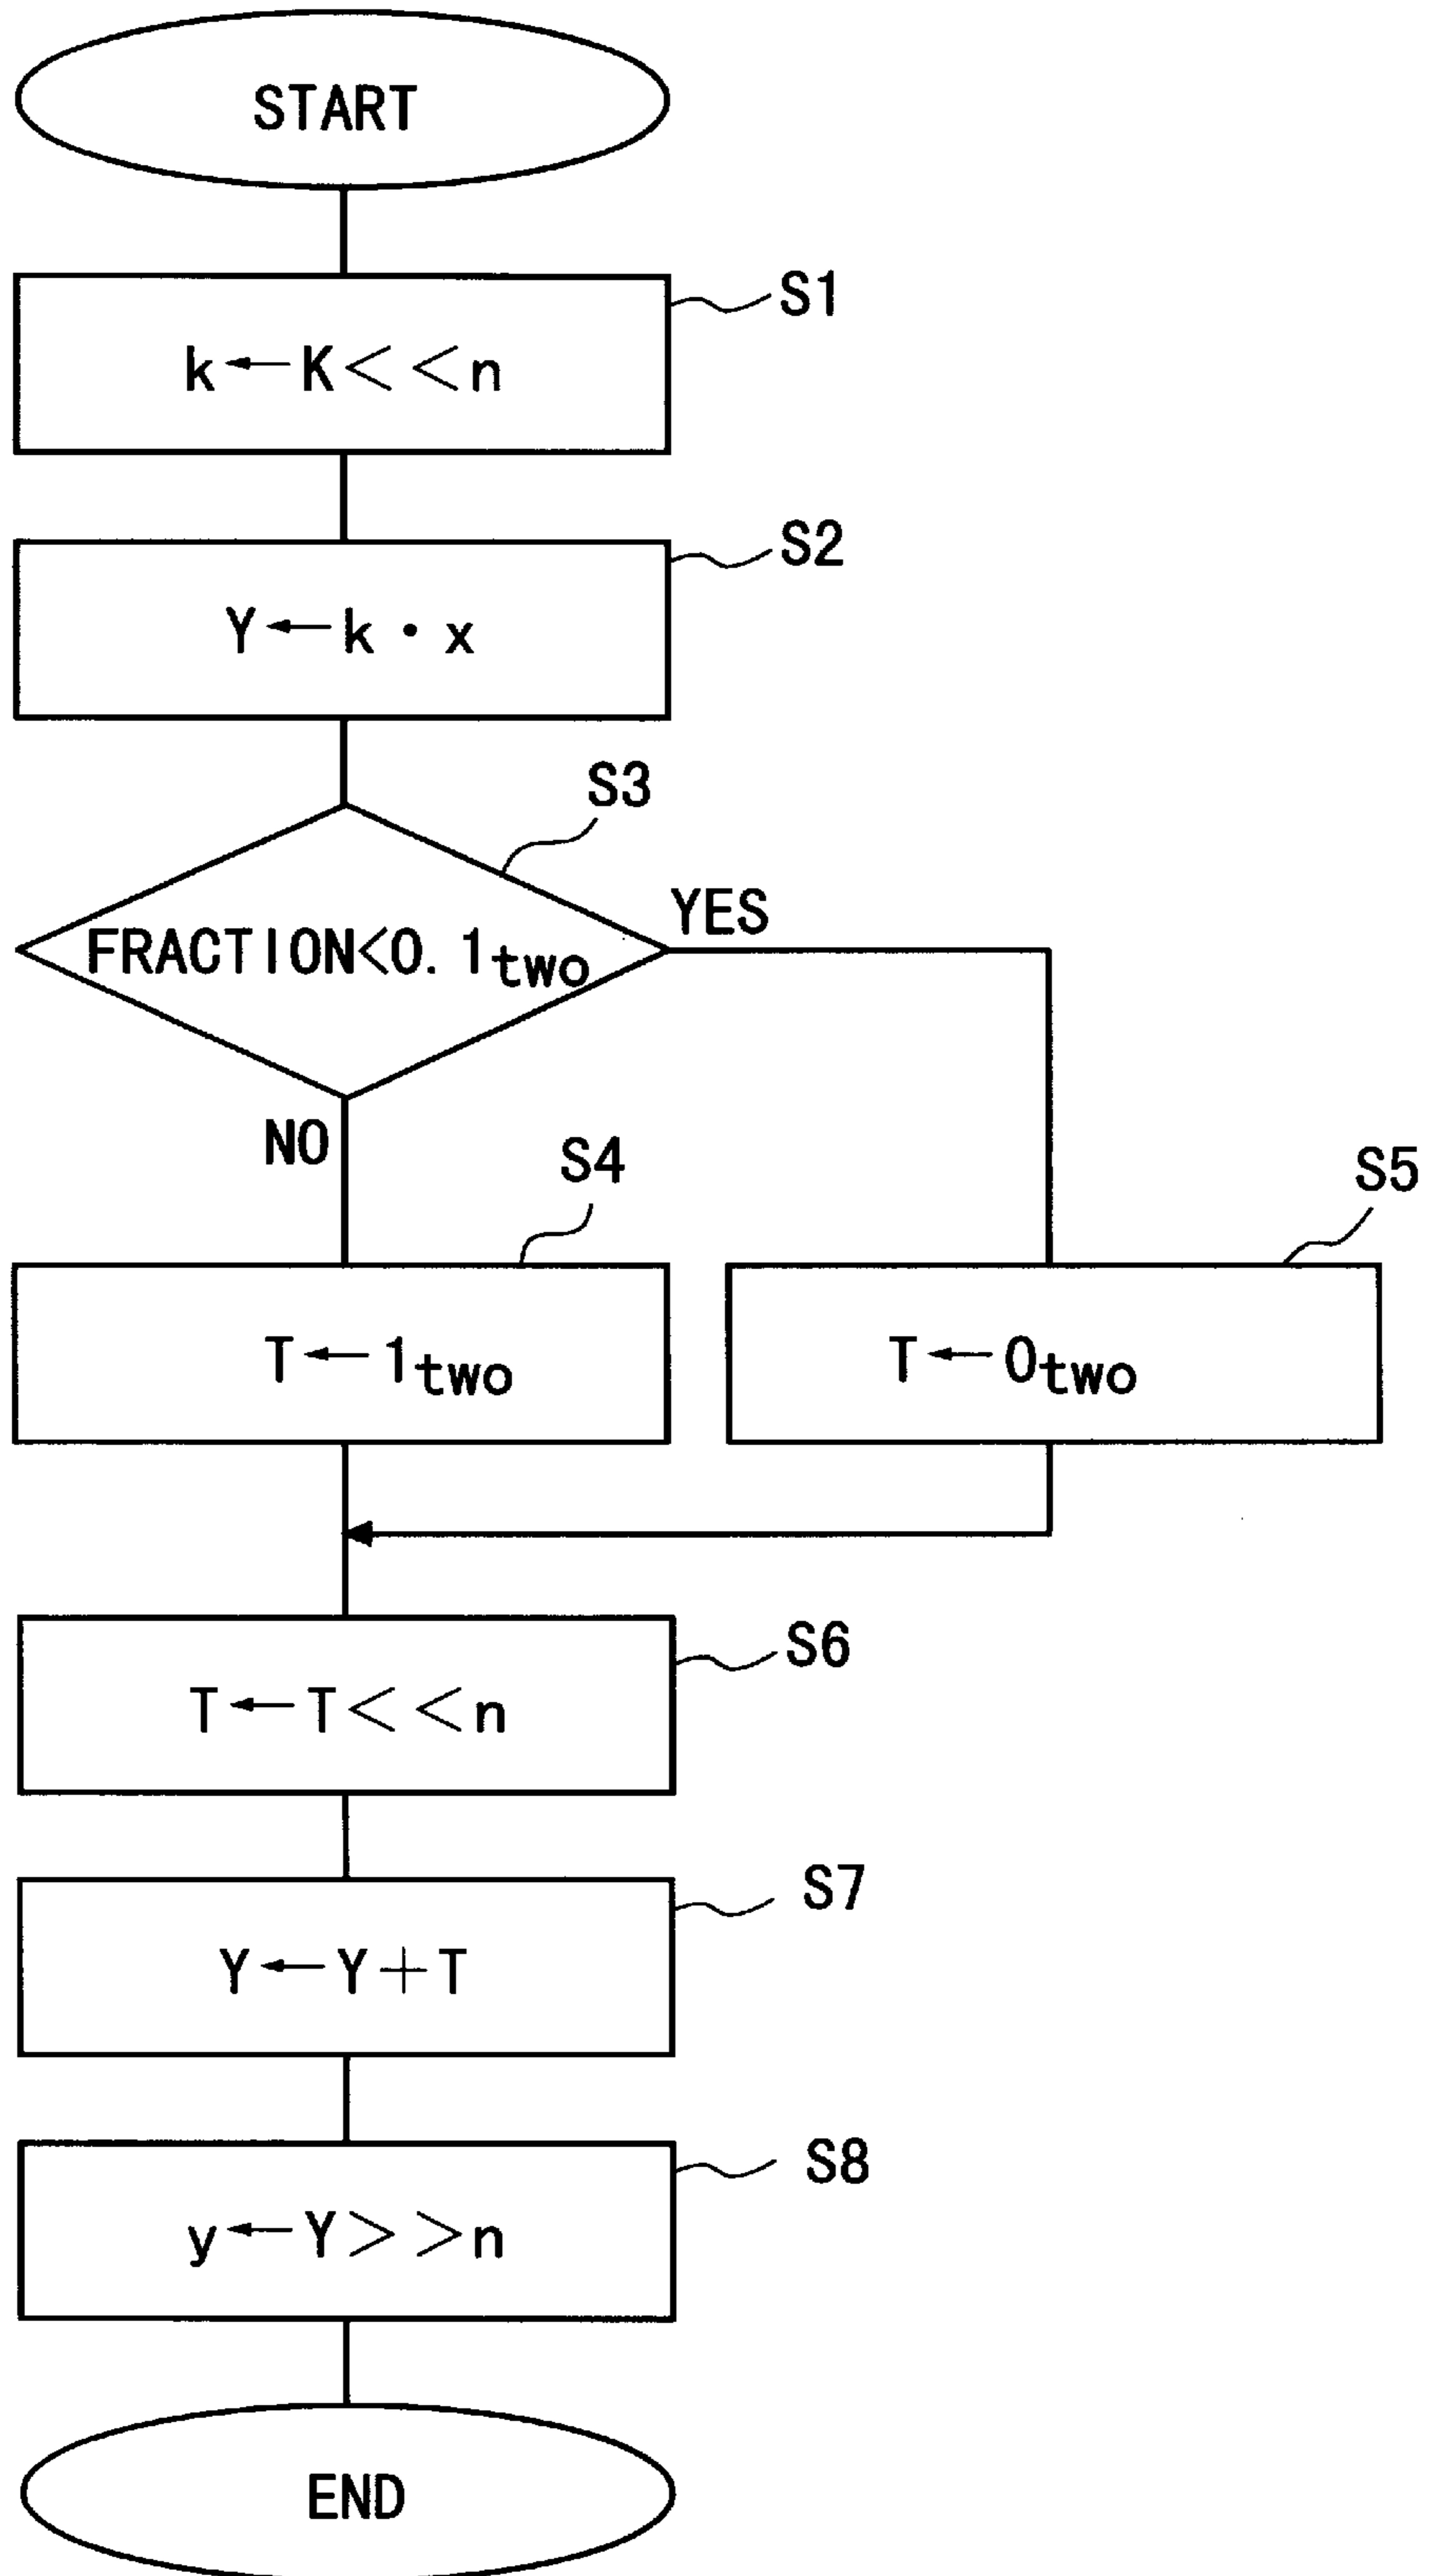 START
S1
k←K<<n
S2
Y←k・x
S3
FRACTION<0.1two
YES
NO
S4
S5
T←1two
T←0two
S6
T←T<<n
S7
Y←Y+T
S8
y←Y>>n
END